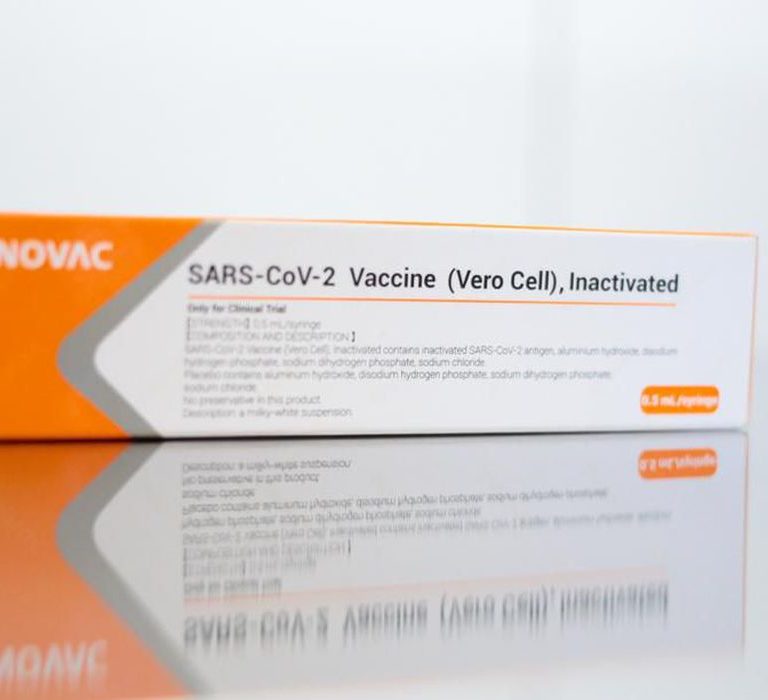 NOVAC
SARS-CoV-2 Vaccine (Vero Cell), Inactivated
Only for Clinical Trial
【STRENGTH】0.5 mL/syringe
【COMPOSITION AND DESCRIPTION】
SARS-CoV-2 Vaccine (Vero Cell), Inactivated contains inactivated SARS-CoV-2 antigen, aluminium hydroxide, disodium
hydrogen phosphate, sodium dihydrogen phosphate, sodium chloride.
Placebo contains aluminum hydroxide, disodium hydrogen phosphate, sodium dihydrogen phosphate,
sodium chloride.
No preservative in this product.
Description: a milky-white suspension.
0.5 mL/syringe